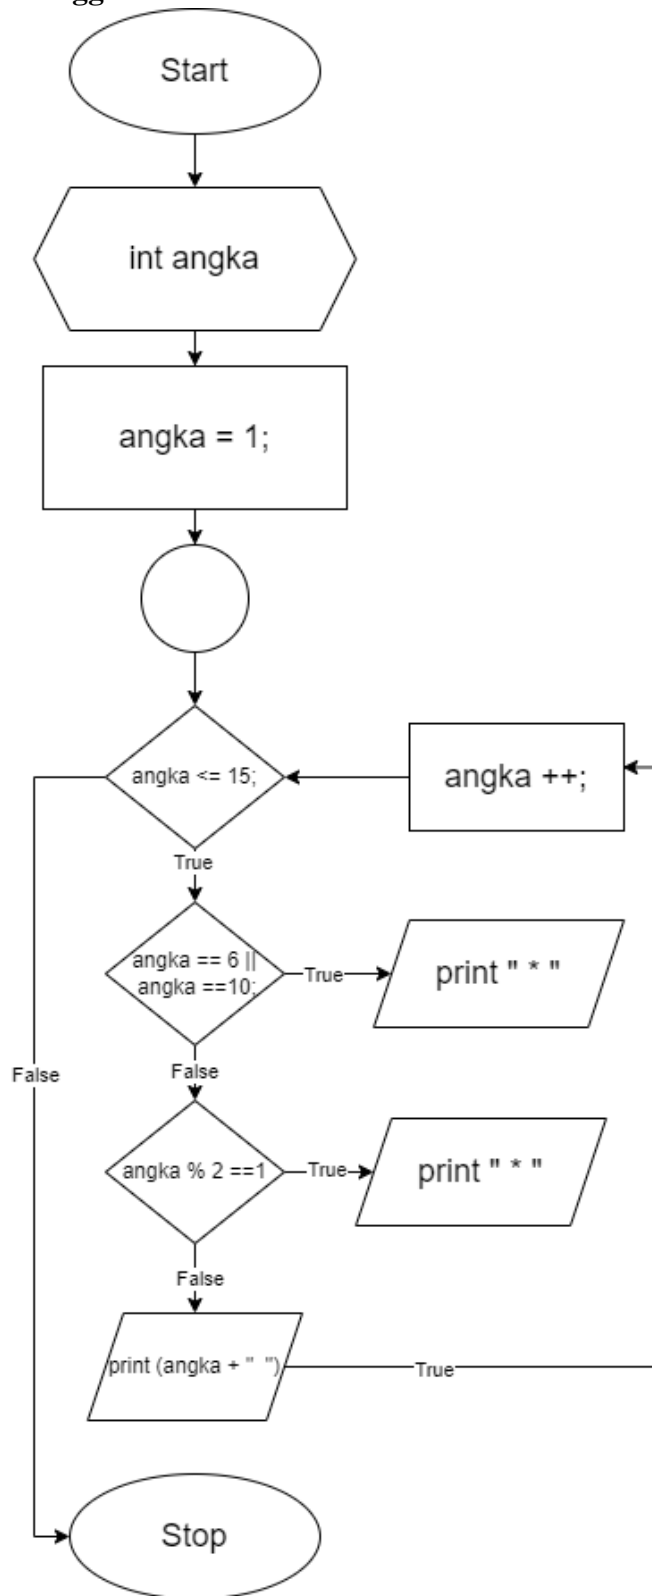 gg
Start
int angka
angka = 1;
angka <= 15;
angka ++;
True
angka == 6 ||
angka ==10;
True
print " * "
False
False
angka % 2 ==1
True
print " * "
False
print (angka + "  ")
True
Stop